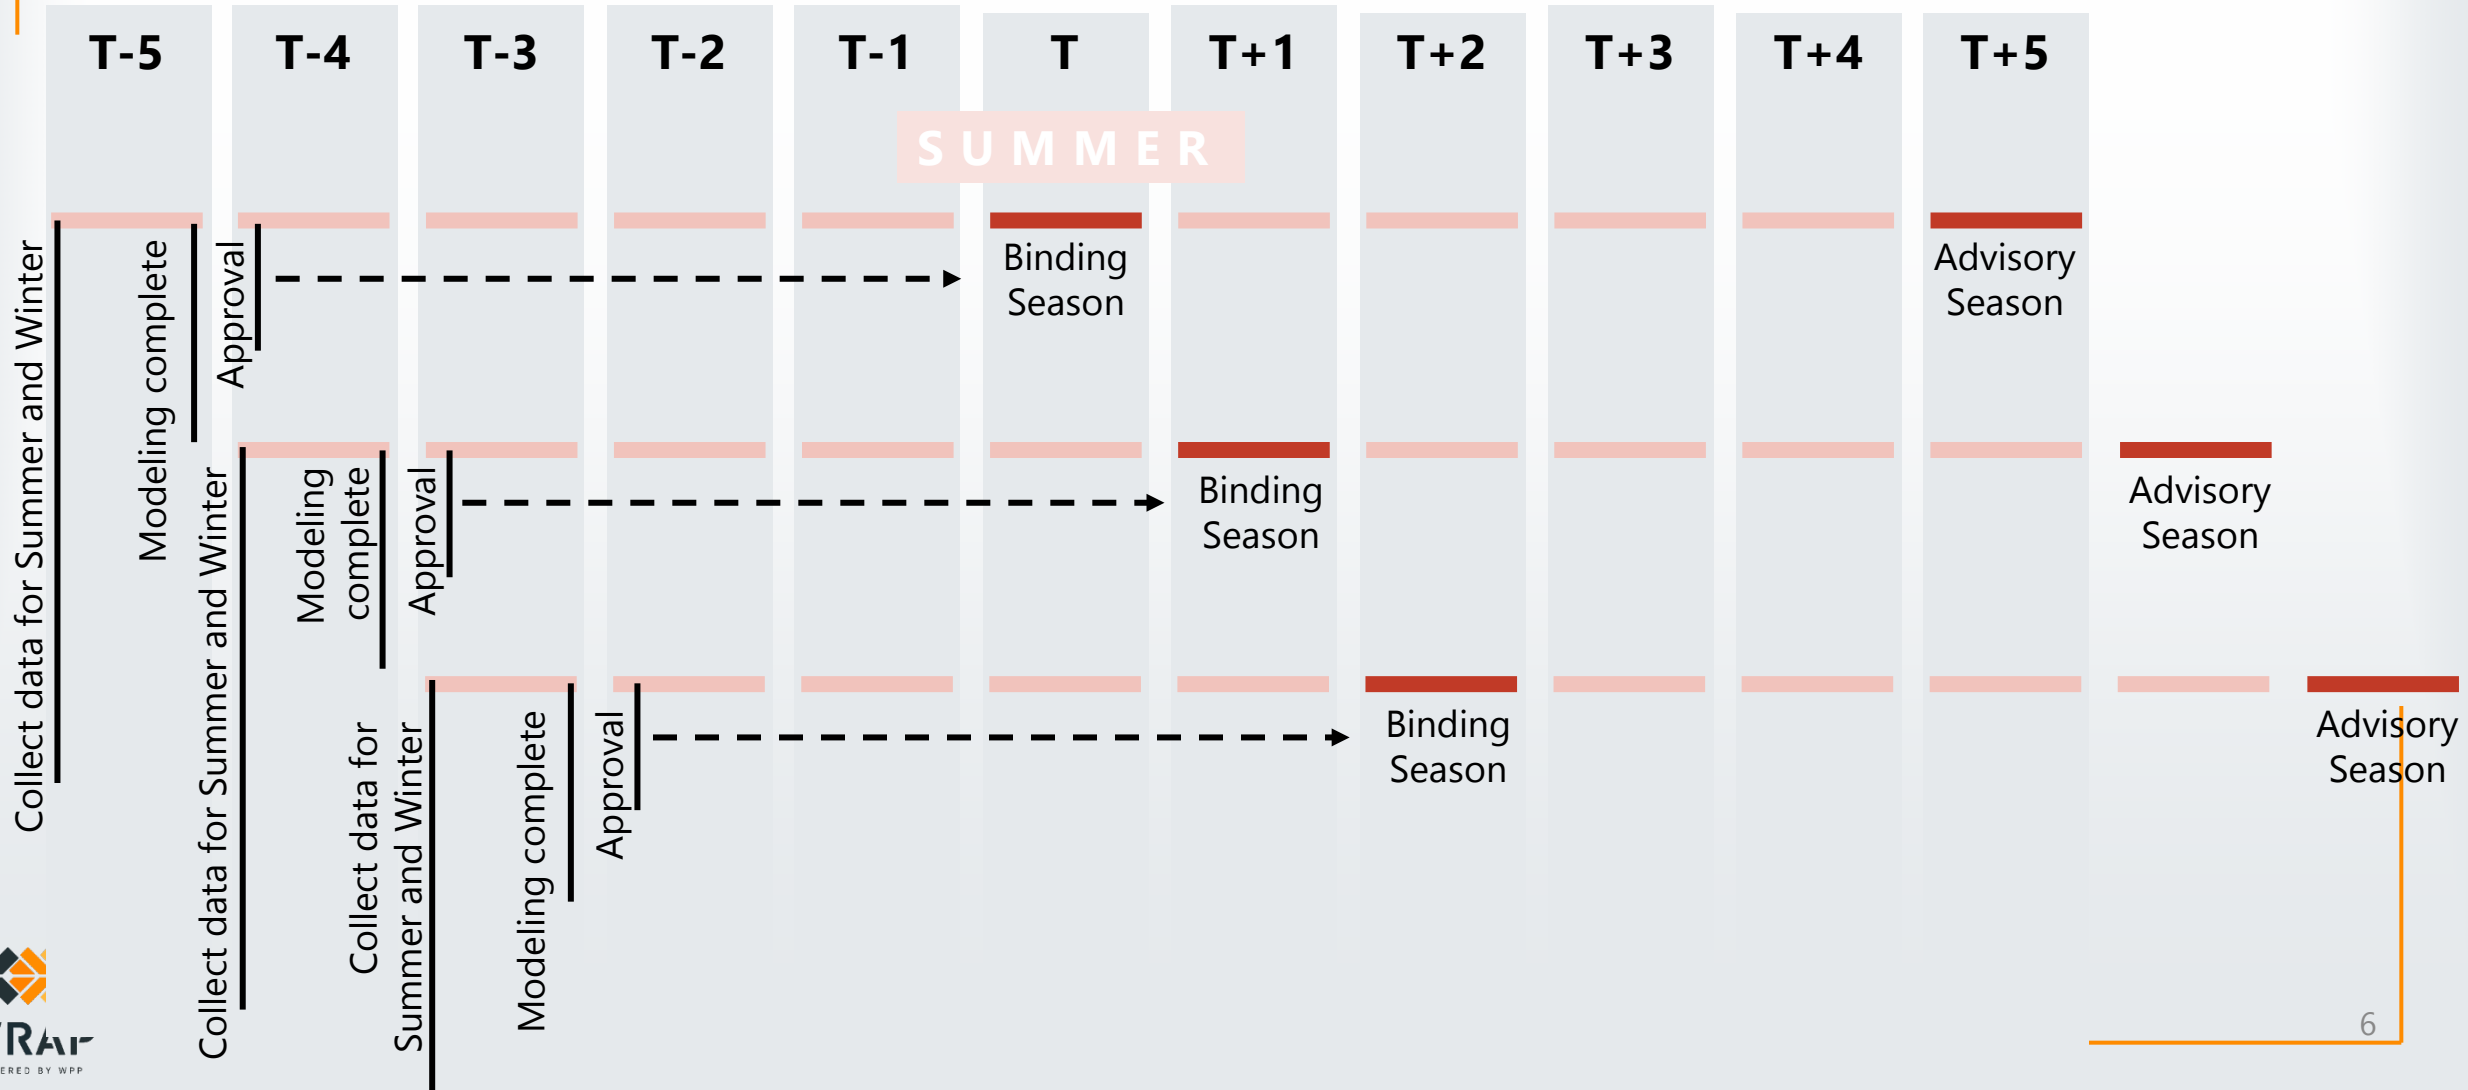 T-5 T-4 T-3 T-2 T-1 T T+1 T+2 T+3 T+4 T+5
SUMMER
Collect data for Summer and Winter
Modeling complete
Approval
Binding
Season
Advisory
Season
Collect data for Summer and Winter
Modeling
complete
Approval
Binding
Season
Advisory
Season
Collect data for
Summer and Winter
Modeling complete
Approval
Binding
Season
Advisory
Season
BY WPP
6